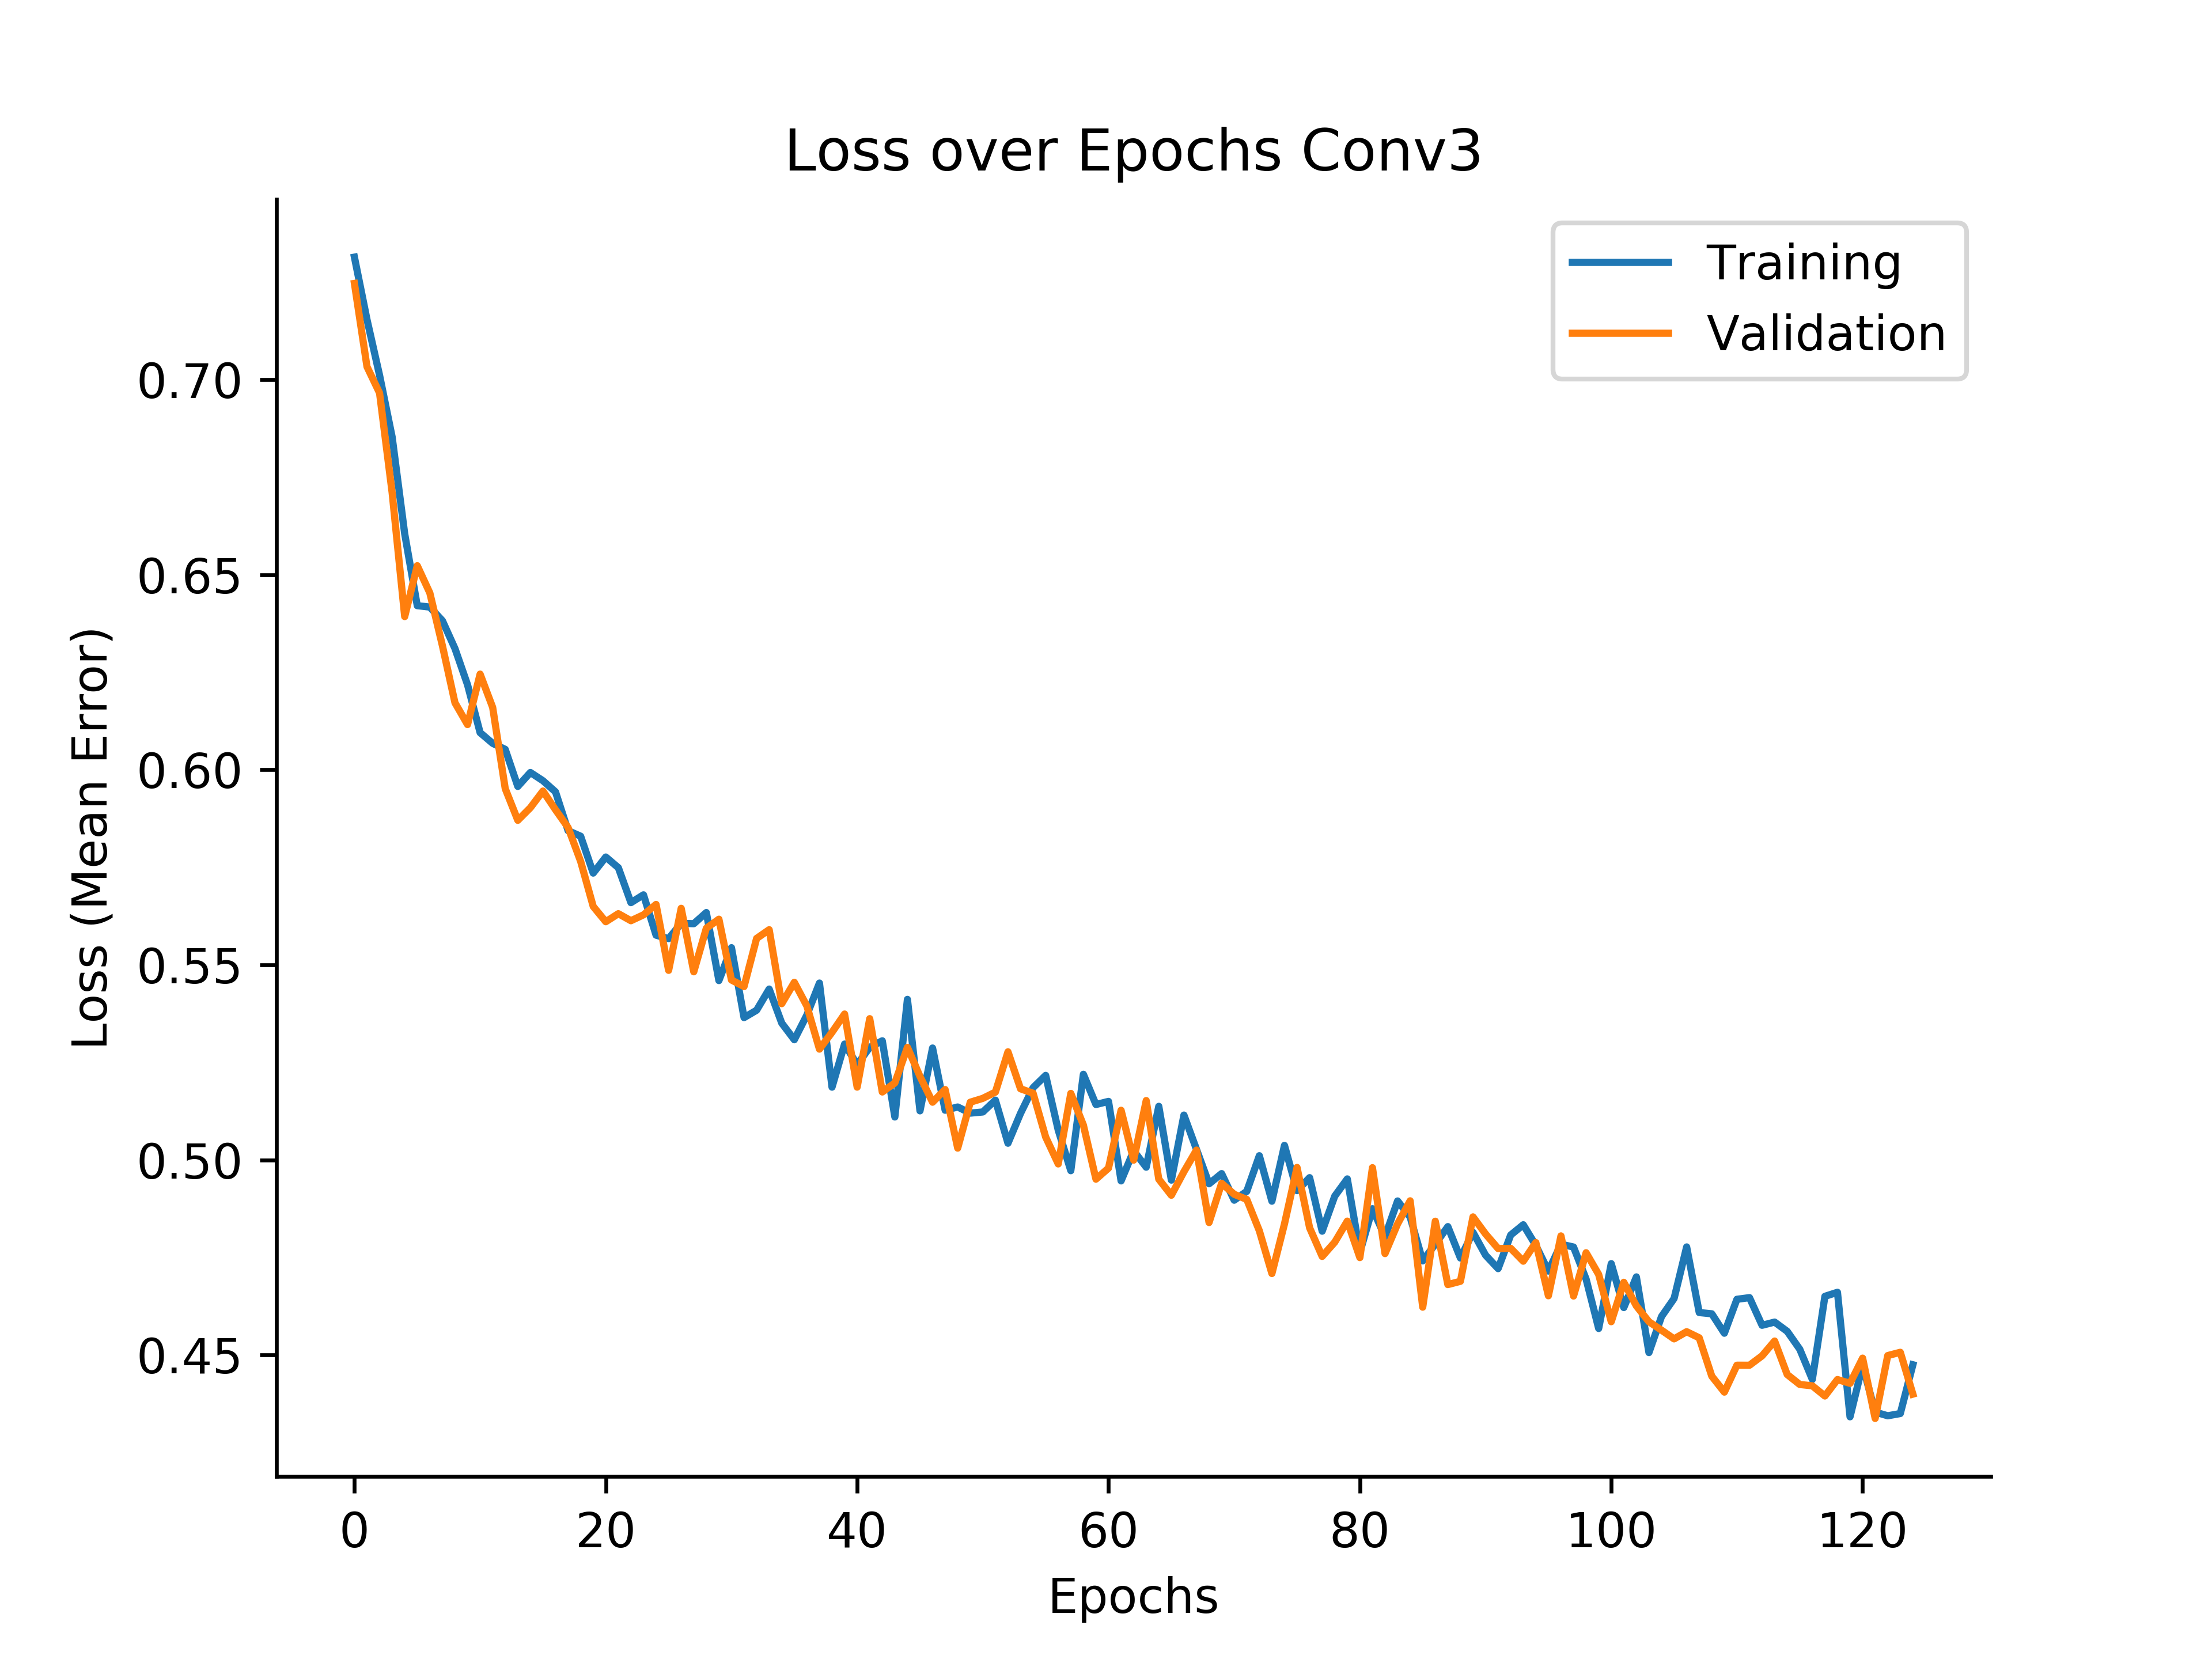 Loss over Epochs Conv3
Training
Validation
Loss (Mean Error)
0.70
0.65
0.60
0.55
0.50
0.45
0 20 40 60 80 100 120
Epochs